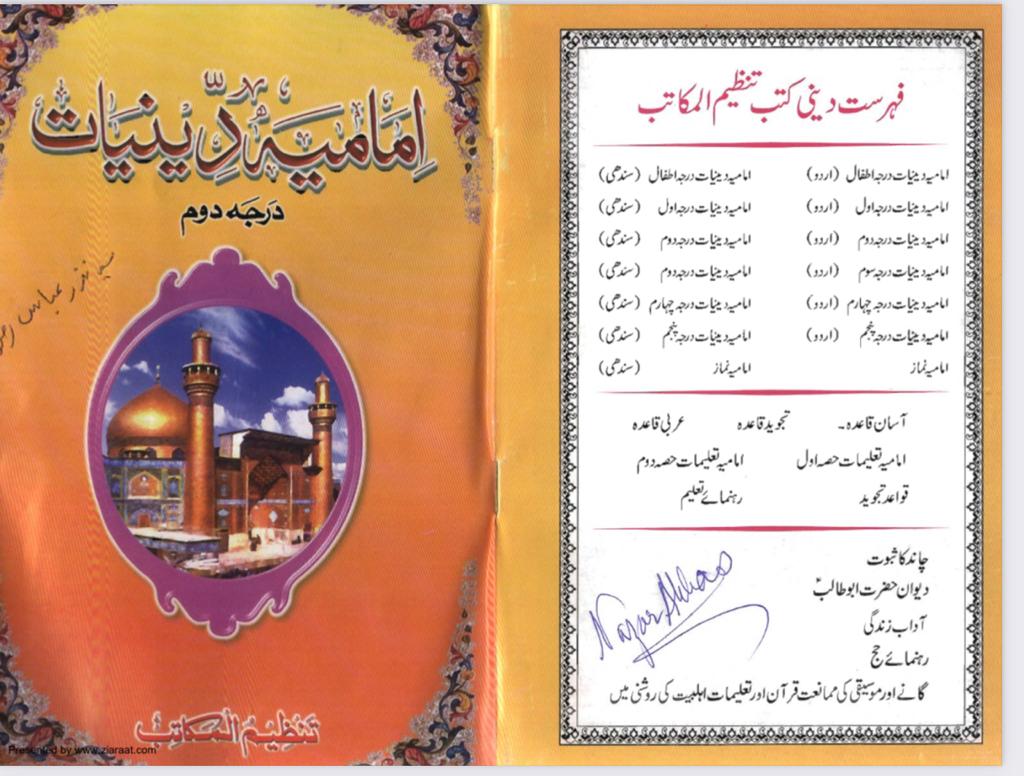 امامیہ دینیات
درجہ دوم
تنظیم المکاتب
Presented by www.ziaraat.com
فہرست دینی کتب تنظیم المکاتب
امامیہ دینیات درجہ اطفال (اردو) امامیہ دینیات درجہ اطفال (سندھی)
امامیہ دینیات درجہ اول (اردو) امامیہ دینیات درجہ اول (سندھی)
امامیہ دینیات درجہ دوم (اردو) امامیہ دینیات درجہ دوم (سندھی)
امامیہ دینیات درجہ سوم (اردو) امامیہ دینیات درجہ دوم (سندھی)
امامیہ دینیات درجہ چہارم (اردو) امامیہ دینیات درجہ چہارم (سندھی)
امامیہ دینیات درجہ پنجم (اردو) امامیہ دینیات درجہ پنجم (سندھی)
امامیہ نماز امامیہ نماز (سندھی)
آسان قاعدہ۔ تجوید قاعدہ عربی قاعدہ
امامیہ تعلیمات حصہ اول امامیہ تعلیمات حصہ دوم
قواعد تجوید رہنمائے تعلیم
چاند کا ثبوت
دیوان حضرت ابو طالبؑ
آداب زندگی
رہنمائے حج
گانے اور موسیقی کی ممانعت قرآن اور تعلیمات اہلبیت کی روشنی میں
Nazar Abbas